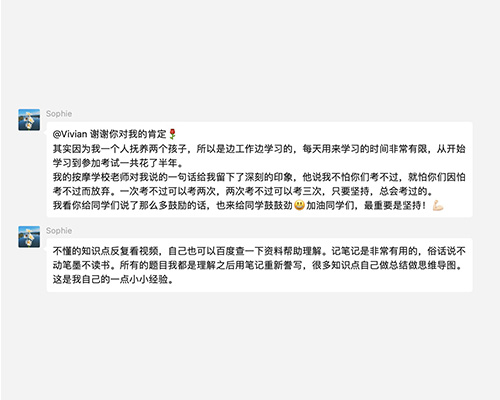 Sophie
@Vivian 谢谢你对我的肯定🌹
其实因为我一个人抚养两个孩子，所以是边工作边学习的，每天用来学习的时间非常有限，从开始
学习到参加考试一共花了半年。
我的按摩学校老师对我说的一句话给我留下了深刻的印象，他说我不怕你们考不过，就怕你们因怕
考不过而放弃。一次考不过可以考两次，两次考不过可以考三次，只要坚持，总会考过的。
我看你给同学们说了那么多鼓励的话，也来给同学鼓鼓劲😃加油同学们，最重要是坚持！💪🏻
Sophie
不懂的知识点反复看视频，自己也可以百度查一下资料帮助理解。记笔记是非常有用的，俗话说不
动笔墨不读书。所有的题目我都是理解之后用笔记重新誊写，很多知识点自己做总结做思维导图。
这是我自己的一点小小经验。